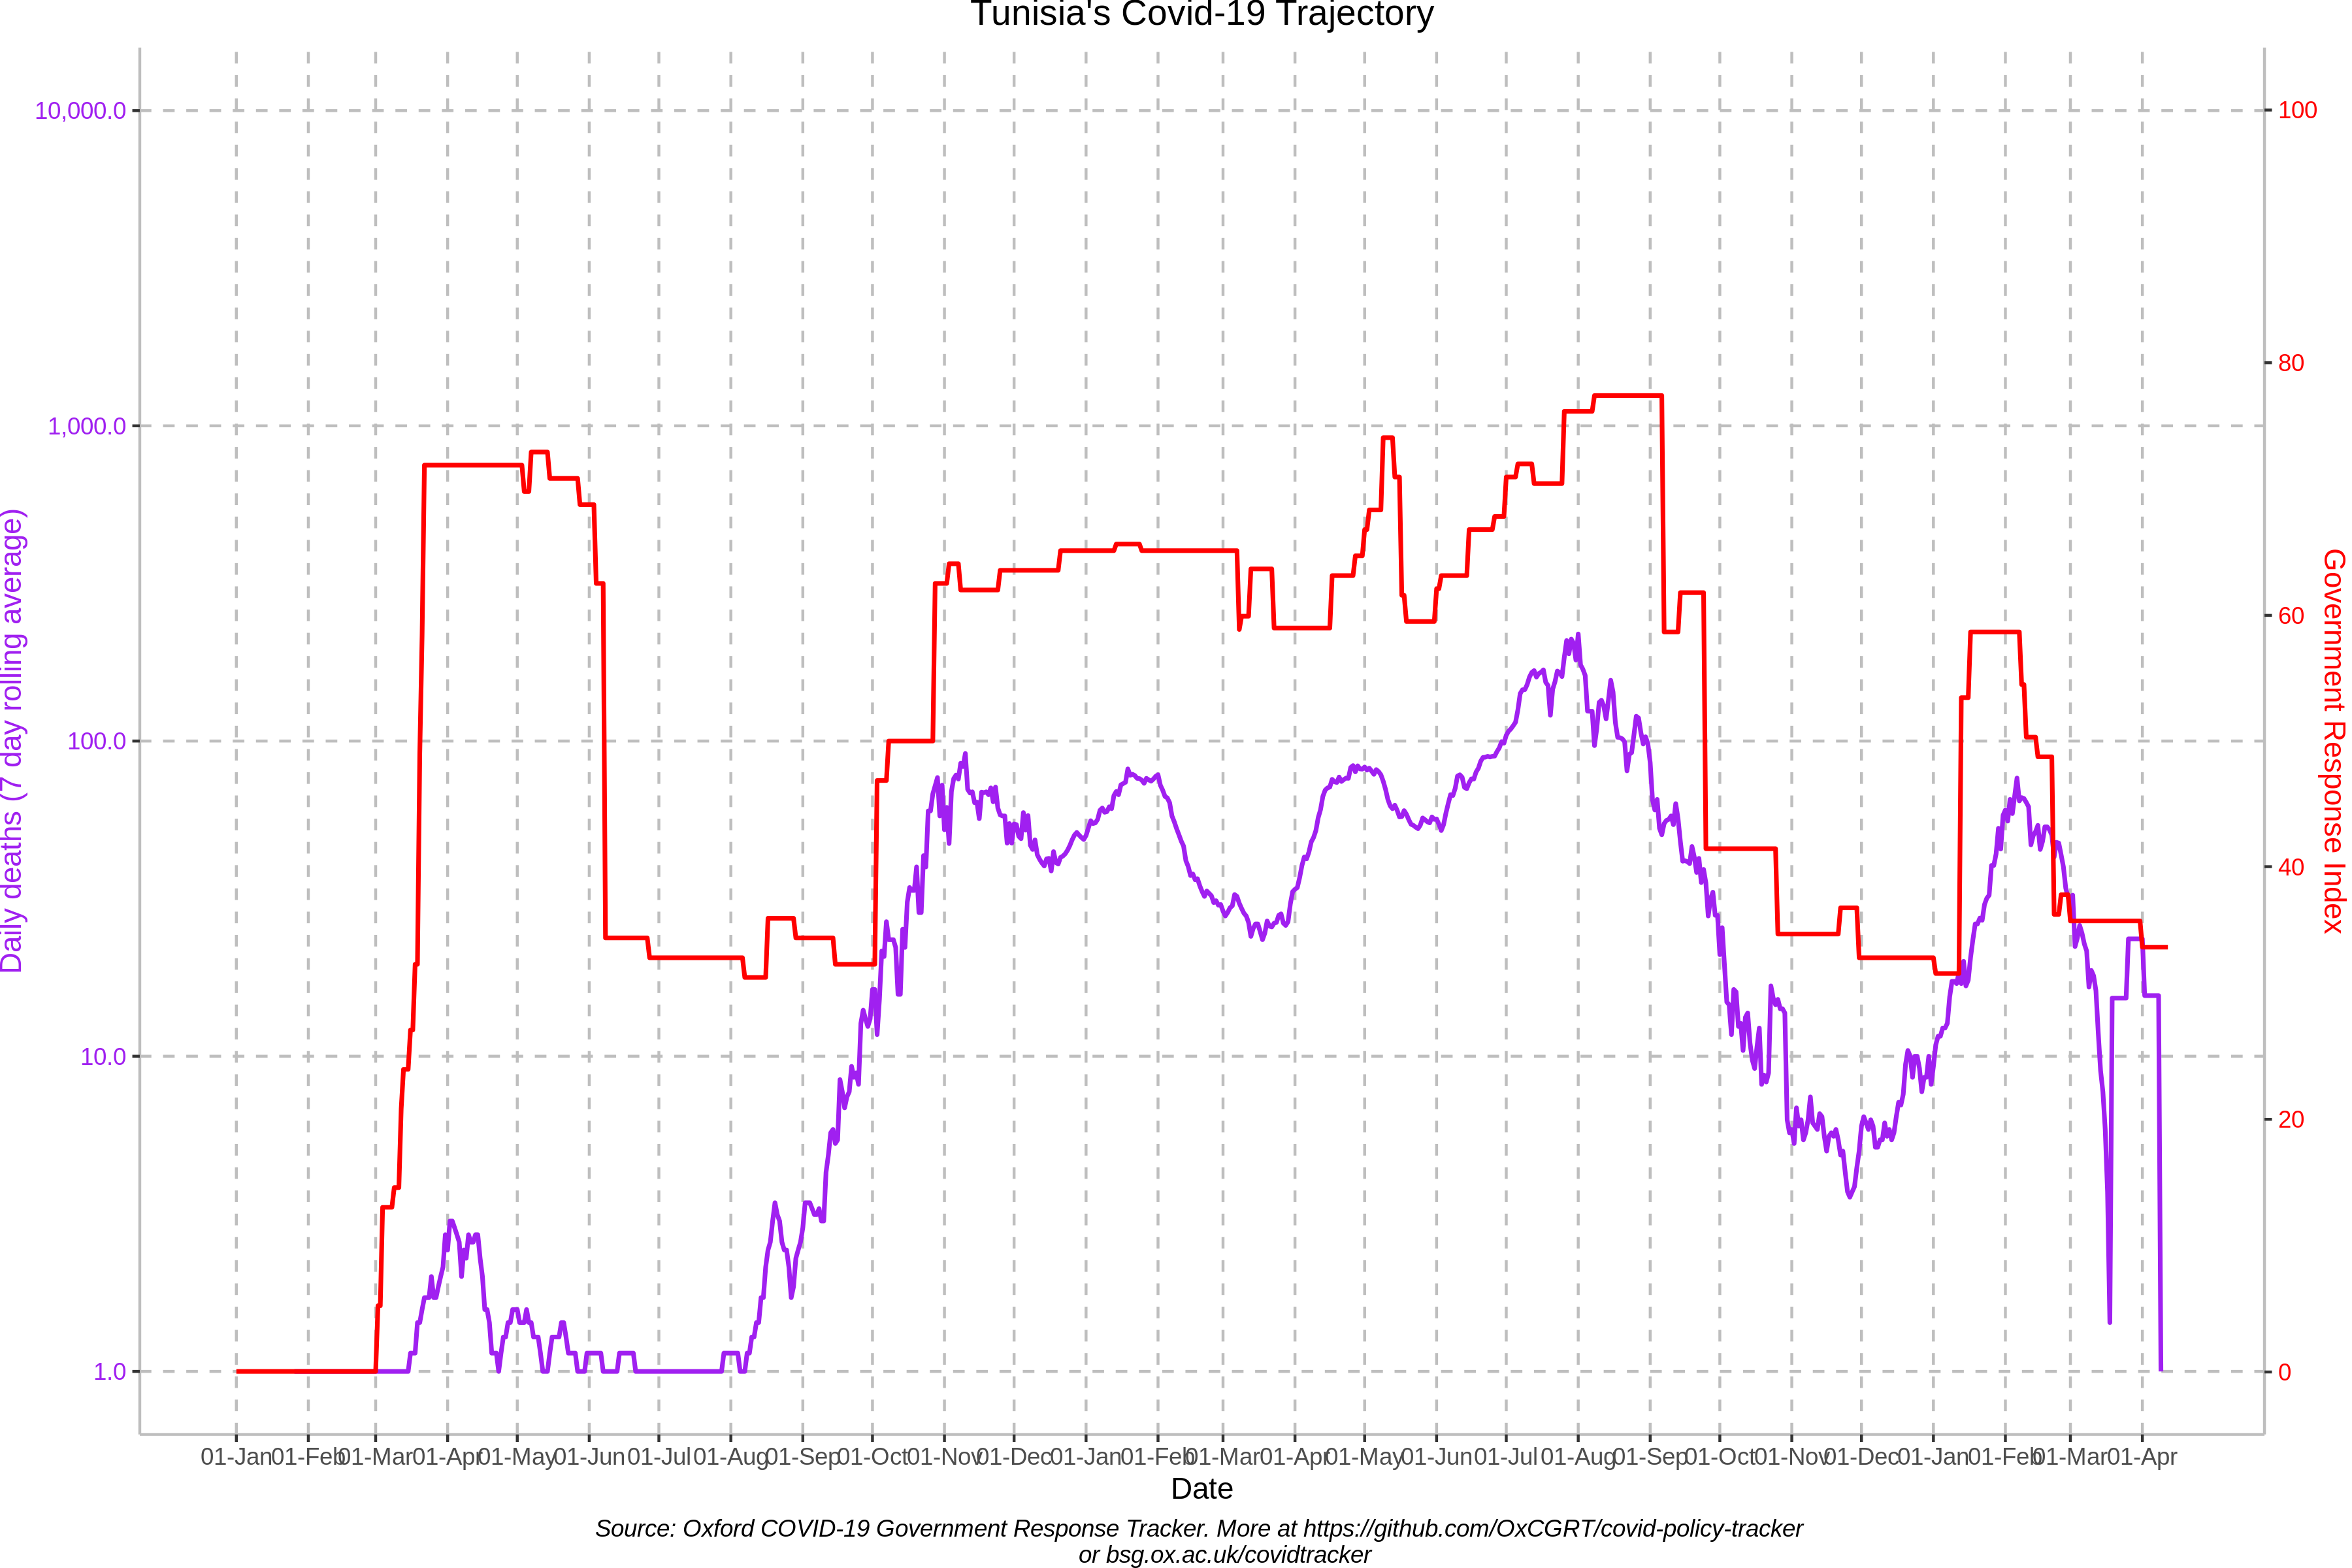 Tunisia's Covid-19 Trajectory
10,000.0
1,000.0
100.0
10.0
1.0
Daily deaths (7 day rolling average)
100
80
60
40
20
0
Government Response Index
01-Jan 01-Feb 01-Mar 01-Apr 01-May 01-Jun 01-Jul 01-Aug 01-Sep 01-Oct 01-Nov 01-Dec 01-Jan 01-Feb 01-Mar 01-Apr 01-May 01-Jun 01-Jul 01-Aug 01-Sep 01-Oct 01-Nov 01-Dec 01-Jan 01-Feb 01-Mar 01-Apr
Date
Source: Oxford COVID-19 Government Response Tracker. More at https://github.com/OxCGRT/covid-policy-tracker
or bsg.ox.ac.uk/covidtracker